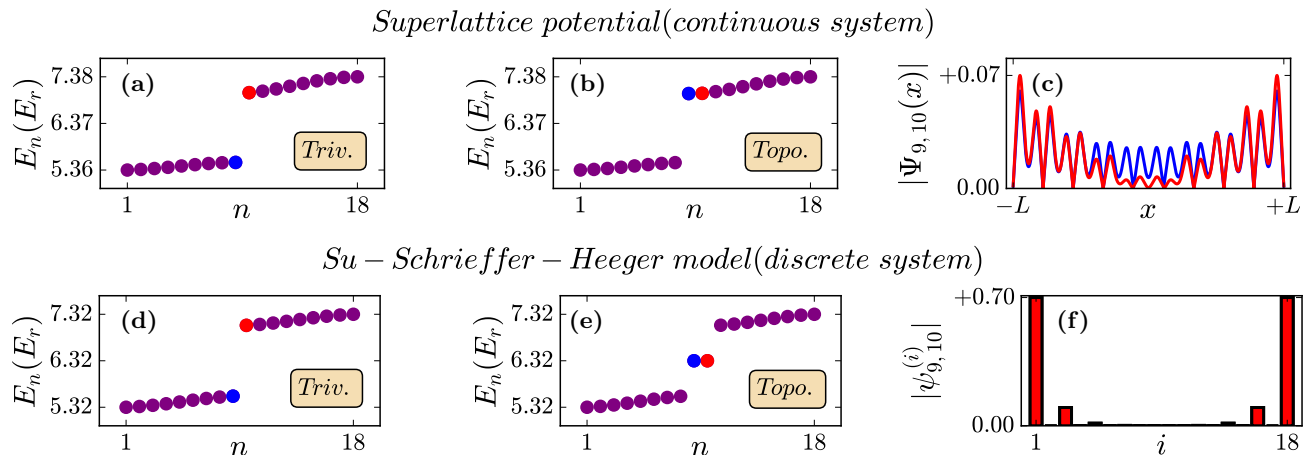 Superlattice potential(continuous system)
(a)
E_n(E_r)
7.38
6.37
5.36
Triv.
1
n
18
(b)
E_n(E_r)
7.38
6.37
5.36
Topo.
1
n
18
(c)
|Ψ_{9,10}(x)|
+0.07
0.00
−L
x
+L
Su − Schrieffer − Heeger model(discrete system)
(d)
E_n(E_r)
7.32
6.32
5.32
Triv.
1
n
18
(e)
E_n(E_r)
7.32
6.32
5.32
Topo.
1
n
18
(f)
|ψ^{(i)}_{9,10}|
+0.70
0.00
1
i
18